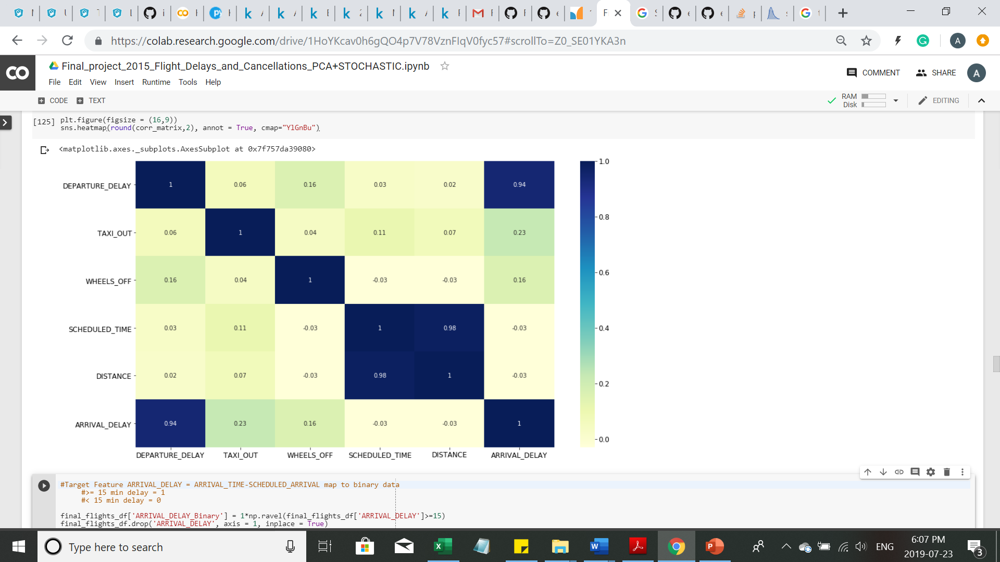 https://colab.research.google.com/drive/1HoYKcav0h6gQO4p7V78VznFIqV0fyc57#scrollTo=Z0_SE01YKA3n
A
CO
Final_project_2015_Flight_Delays_and_Cancellations_PCA+STOCHASTIC.ipynb
COMMENT
SHARE
A
File Edit View Insert Runtime Tools Help
CODE TEXT
RAM
Disk
EDITING
[125] plt.figure(figsize = (16,9))
sns.heatmap(round(corr_matrix,2), annot = True, cmap="YlGnBu")
<matplotlib.axes._subplots.AxesSubplot at 0x7f757da39080>
DEPARTURE_DELAY 1 0.06 0.16 0.03 0.02 0.94
TAXI_OUT 0.06 1 0.04 0.11 0.07 0.23
WHEELS_OFF 0.16 0.04 1 -0.03 -0.03 0.16
SCHEDULED_TIME 0.03 0.11 -0.03 1 0.98 -0.03
DISTANCE 0.02 0.07 -0.03 0.98 1 -0.03
ARRIVAL_DELAY 0.94 0.23 0.16 -0.03 -0.03 1
DEPARTURE_DELAY TAXI_OUT WHEELS_OFF SCHEDULED_TIME DISTANCE ARRIVAL_DELAY
1.0
0.8
0.6
0.4
0.2
0.0
#Target Feature ARRIVAL_DELAY = ARRIVAL_TIME-SCHEDULED_ARRIVAL map to binary data
#>= 15 min delay = 1
#< 15 min delay = 0
final_flights_df['ARRIVAL_DELAY_Binary'] = 1*np.ravel(final_flights_df['ARRIVAL_DELAY']>=15)
final_flights_df.drop('ARRIVAL_DELAY', axis = 1, inplace = True)
Type here to search
ENG
6:07 PM
2019-07-23
3